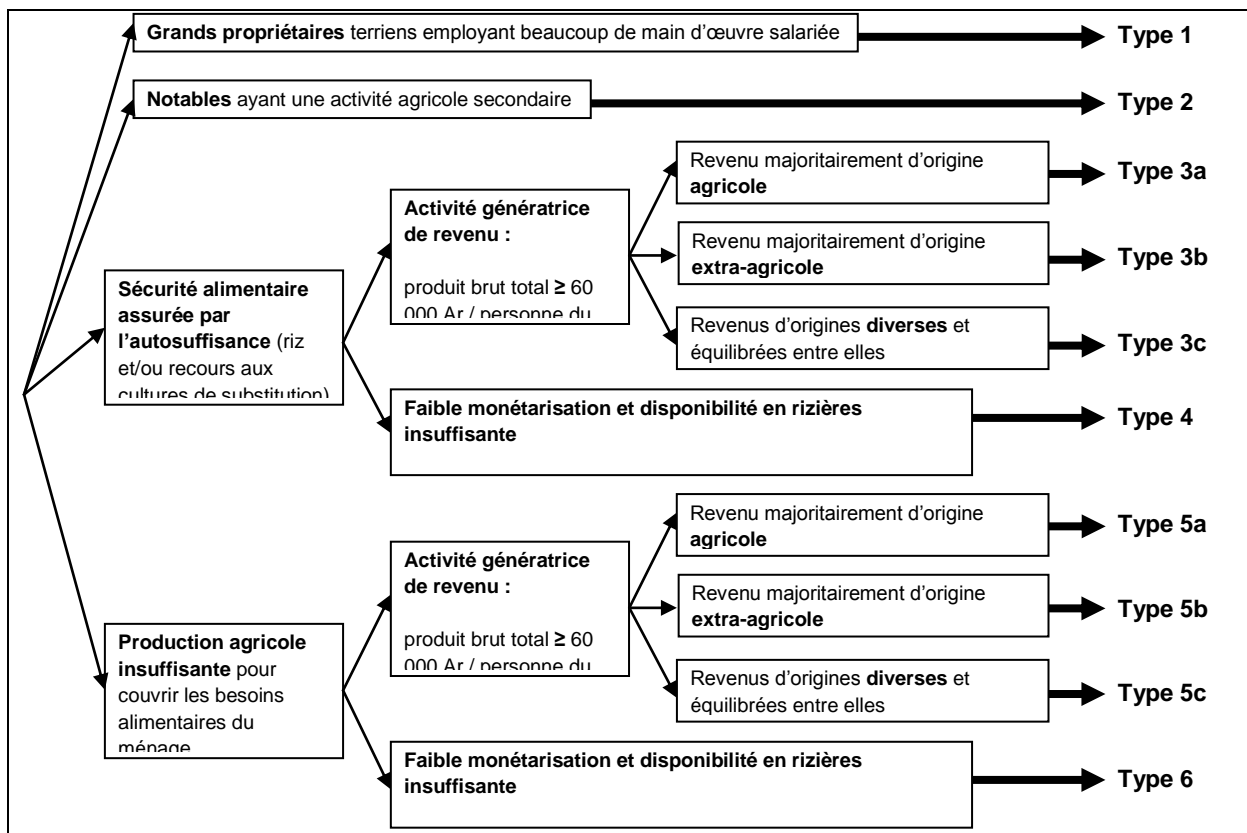 Grands propriétaires terriens employant beaucoup de main d'œuvre salariée
Type 1
Notables ayant une activité agricole secondaire
Type 2
Sécurité alimentaire
assurée par
l'autosuffisance (riz
et/ou recours aux
cultures de substitution)
Activité génératrice
de revenu :
produit brut total ≥ 60
000 Ar / personne du
Revenu majoritairement d'origine
agricole
Type 3a
Revenu majoritairement d'origine
extra-agricole
Type 3b
Revenus d'origines diverses et
équilibrées entre elles
Type 3c
Faible monétarisation et disponibilité en rizières
insuffisante
Type 4
Production agricole
insuffisante pour
couvrir les besoins
alimentaires du
ménage
Activité génératrice
de revenu :
produit brut total ≥ 60
000 Ar / personne du
Revenu majoritairement d'origine
agricole
Type 5a
Revenu majoritairement d'origine
extra-agricole
Type 5b
Revenus d'origines diverses et
équilibrées entre elles
Type 5c
Faible monétarisation et disponibilité en rizières
insuffisante
Type 6